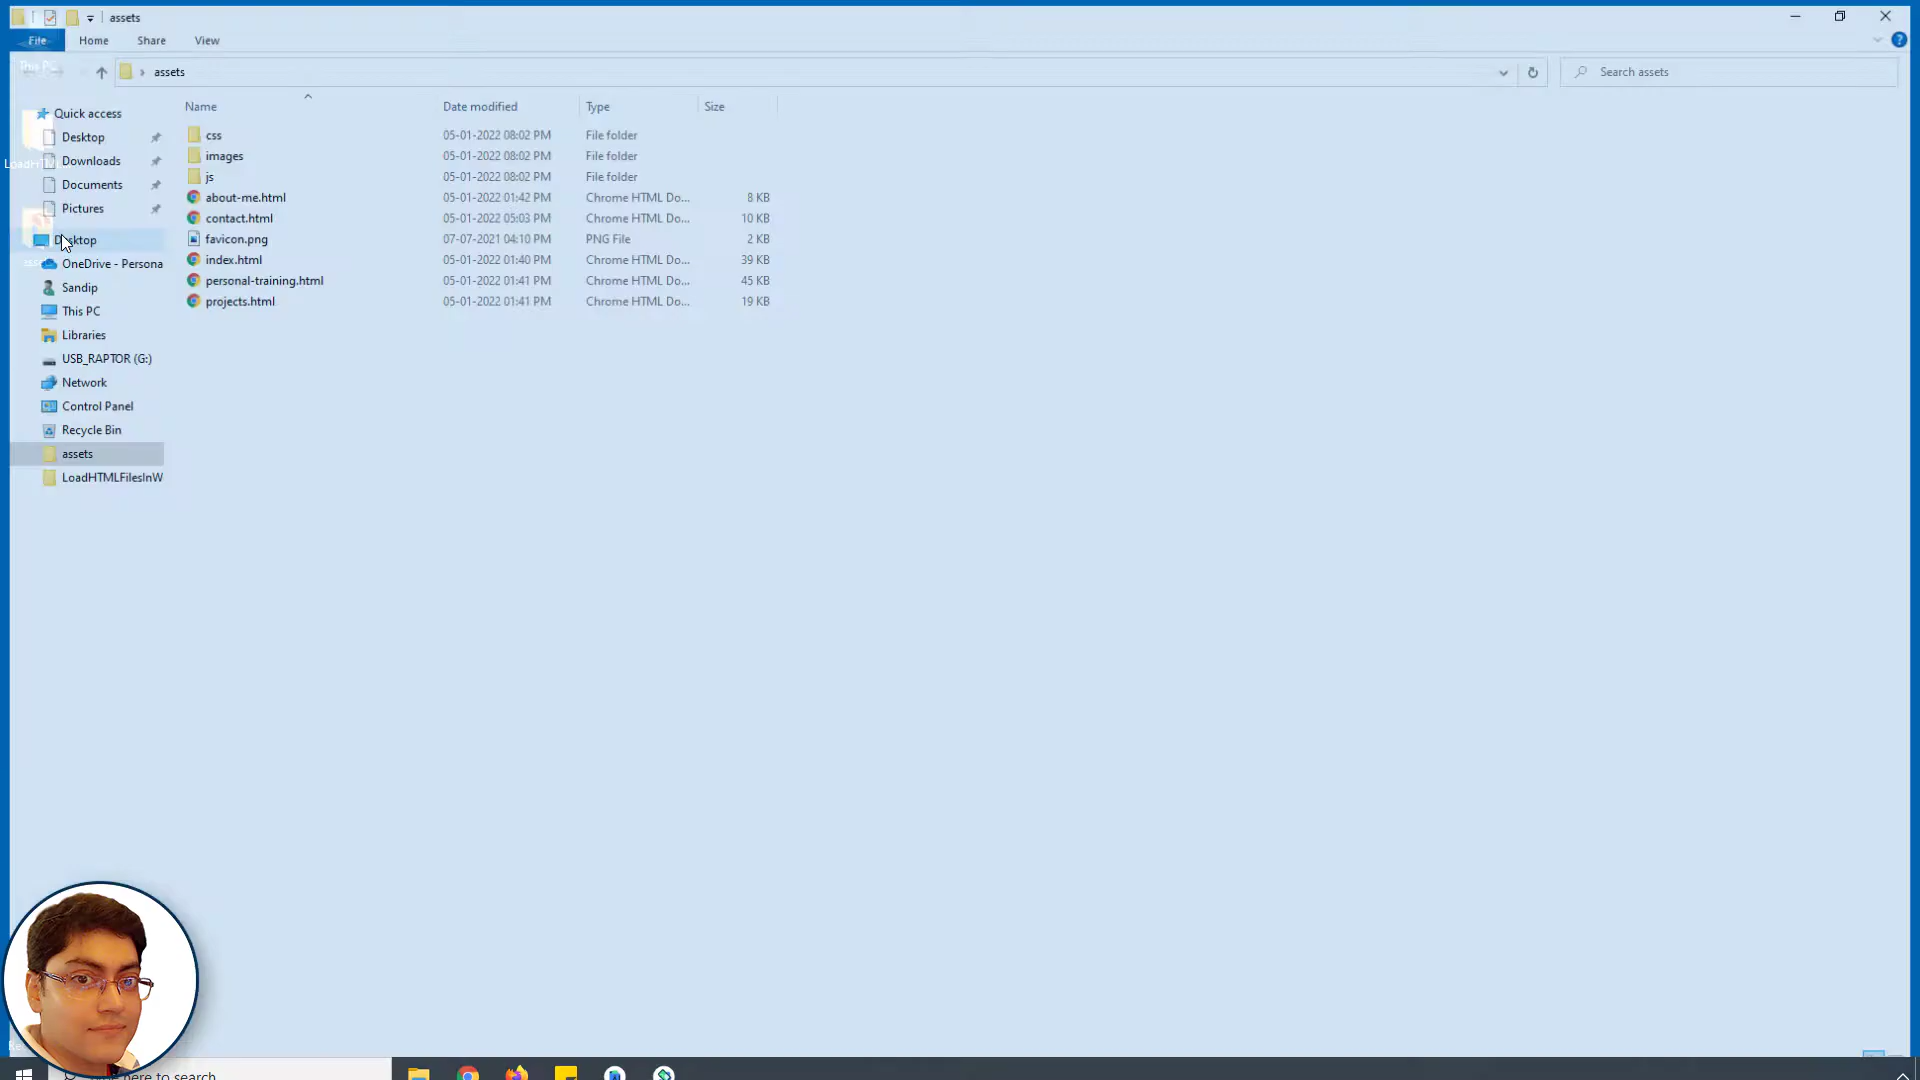 assets
File Home Share View
This PC
assets
Search assets
Name Date modified Type Size
Quick access
Desktop
Downloads
Documents
Pictures
Desktop
OneDrive - Persona
Sandip
This PC
Libraries
USB_RAPTOR (G:)
Network
Control Panel
Recycle Bin
assets
LoadHTMLFilesInW
css 05-01-2022 08:02 PM File folder
images 05-01-2022 08:02 PM File folder
js 05-01-2022 08:02 PM File folder
about-me.html 05-01-2022 01:42 PM Chrome HTML Do... 8 KB
contact.html 05-01-2022 05:03 PM Chrome HTML Do... 10 KB
favicon.png 07-07-2021 04:10 PM PNG File 2 KB
index.html 05-01-2022 01:40 PM Chrome HTML Do... 39 KB
personal-training.html 05-01-2022 01:41 PM Chrome HTML Do... 45 KB
projects.html 05-01-2022 01:41 PM Chrome HTML Do... 19 KB
here to search